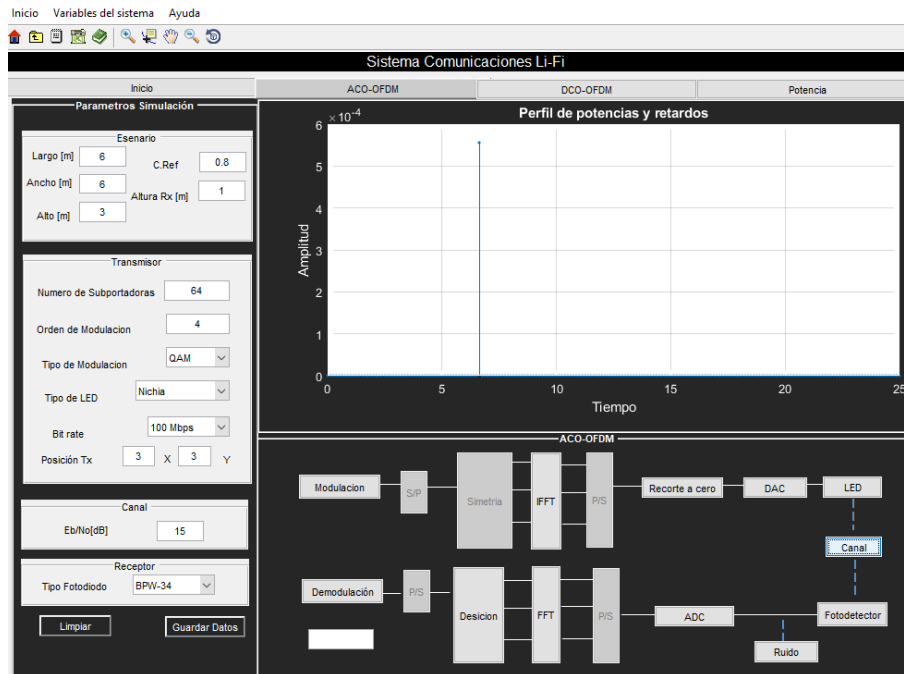 Inicio Variables del sistema Ayuda
Sistema Comunicaciones Li-Fi
Inicio ACO-OFDM DCO-OFDM Potencia
Parametros Simulación
Esenario
Largo [m] 6 C.Ref 0.8
Ancho [m] 6 Altura Rx [m] 1
Alto [m] 3
Transmisor
Numero de Subportadoras 64
Orden de Modulacion 4
Tipo de Modulacion QAM
Tipo de LED Nichia
Bit rate 100 Mbps
Posición Tx 3 X 3 Y
Canal
Eb/No[dB] 15
Receptor
Tipo Fotodiodo BPW-34
Limpiar Guardar Datos
Perfil de potencias y retardos
×10⁻⁴
6
5
4
3
2
1
0
Amplitud
0 5 10 15 20 25
Tiempo
ACO-OFDM
Modulacion S/P Simetria IFFT P/S Recorte a cero DAC LED
Canal
Demodulación P/S Desicion FFT P/S ADC Fotodetector
Ruido